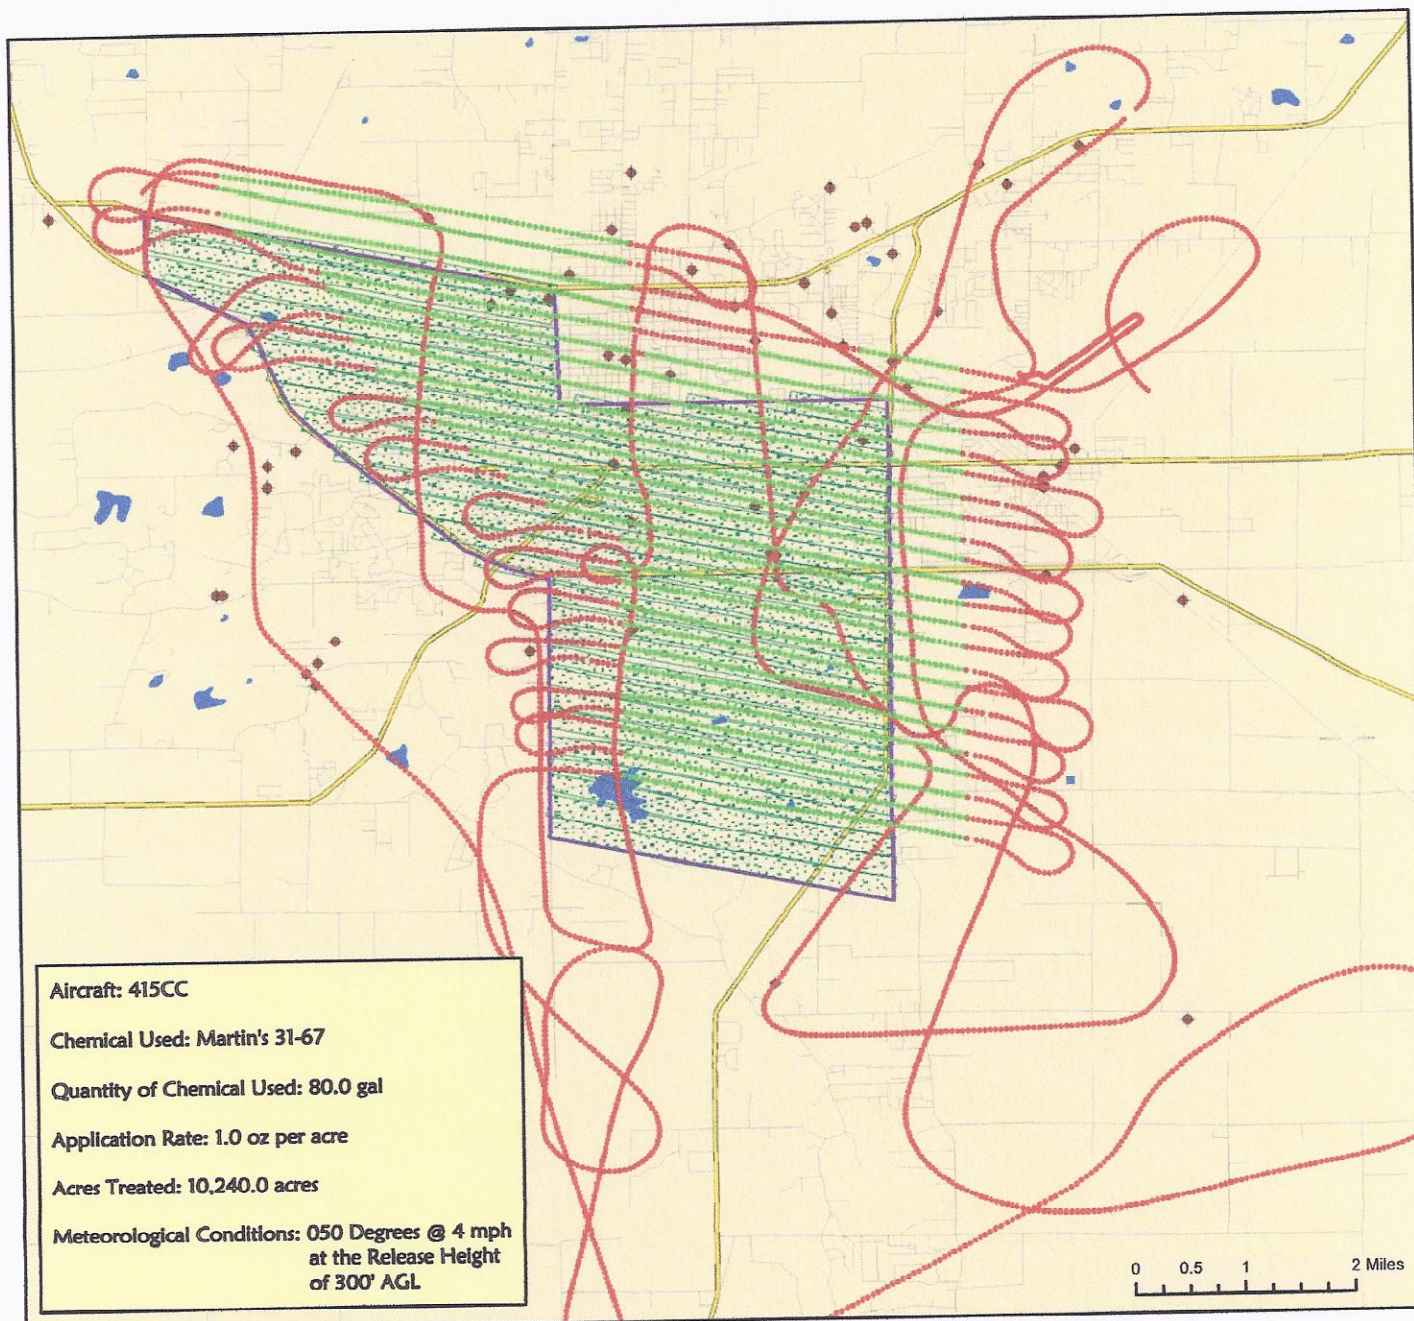 Aircraft: 415CC
Chemical Used: Martin's 31-67
Quantity of Chemical Used: 80.0 gal
Application Rate: 1.0 oz per acre
Acres Treated: 10,240.0 acres
Meteorological Conditions: 050 Degrees @ 4 mph
at the Release Height
of 300' AGL
0 0.5 1 2 Miles